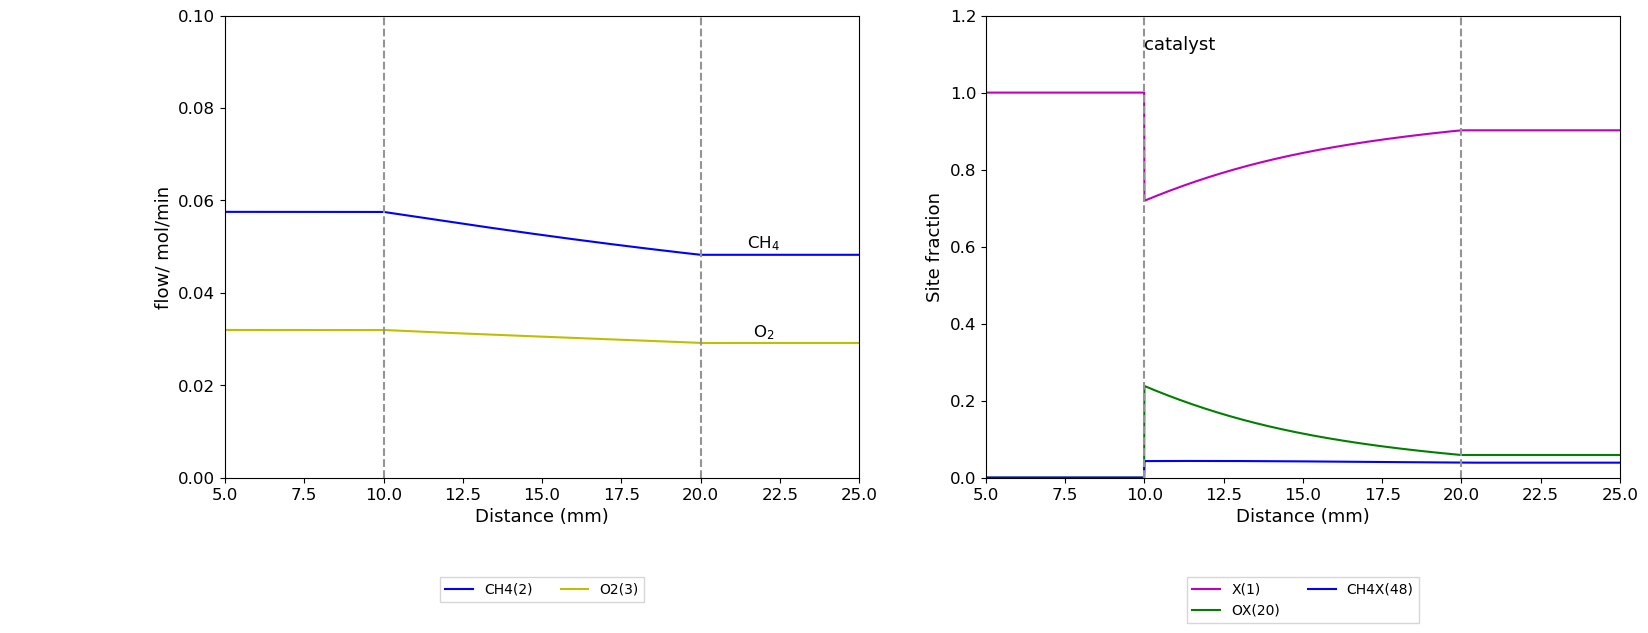 0.10
0.08
0.06
0.04
0.02
0.00
flow/ mol/min
CH4
O2
5.0 7.5 10.0 12.5 15.0 17.5 20.0 22.5 25.0
Distance (mm)
CH4(2) O2(3)
1.2
1.0
0.8
0.6
0.4
0.2
0.0
Site fraction
catalyst
5.0 7.5 10.0 12.5 15.0 17.5 20.0 22.5 25.0
Distance (mm)
X(1) CH4X(48)
OX(20)